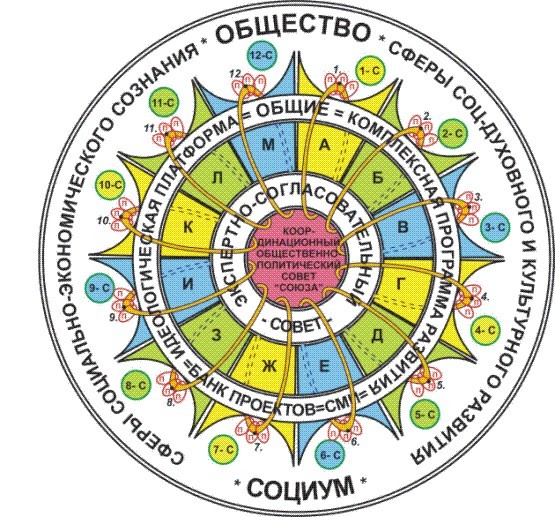 * ОБЩЕСТВО *
СФЕРЫ СОЦ-ДУХОВНОГО И КУЛЬТУРНОГО РАЗВИТИЯ
* СОЦИУМ *
СФЕРЫ СОЦИАЛЬНО-ЭКОНОМИЧЕСКОГО СОЗНАНИЯ
12-С
1-С
2-С
3-С
4-С
5-С
6-С
7-С
8-С
9-С
10-С
11-С
12.
1.
2.
3.
4.
5.
6.
7.
8.
9.
10.
11.
ИДЕОЛОГИЧЕСКАЯ ПЛАТФОРМА = ОБЩИЕ = КОМПЛЕКСНАЯ ПРОГРАММА РАЗВИТИЯ
=БАНК ПРОЕКТОВ=СМИ=
А
Б
В
Г
Д
Е
Ж
З
И
К
Л
М
ЭКСПЕРТНО-СОГЛАСОВАТЕЛЬНЫЙ
- СОВЕТ -
КООР-
ДИНАЦИОННЫЙ
ОБЩЕСТВЕННО
ПОЛИТИЧЕСКИЙ
СОВЕТ
"СОЮЗА"